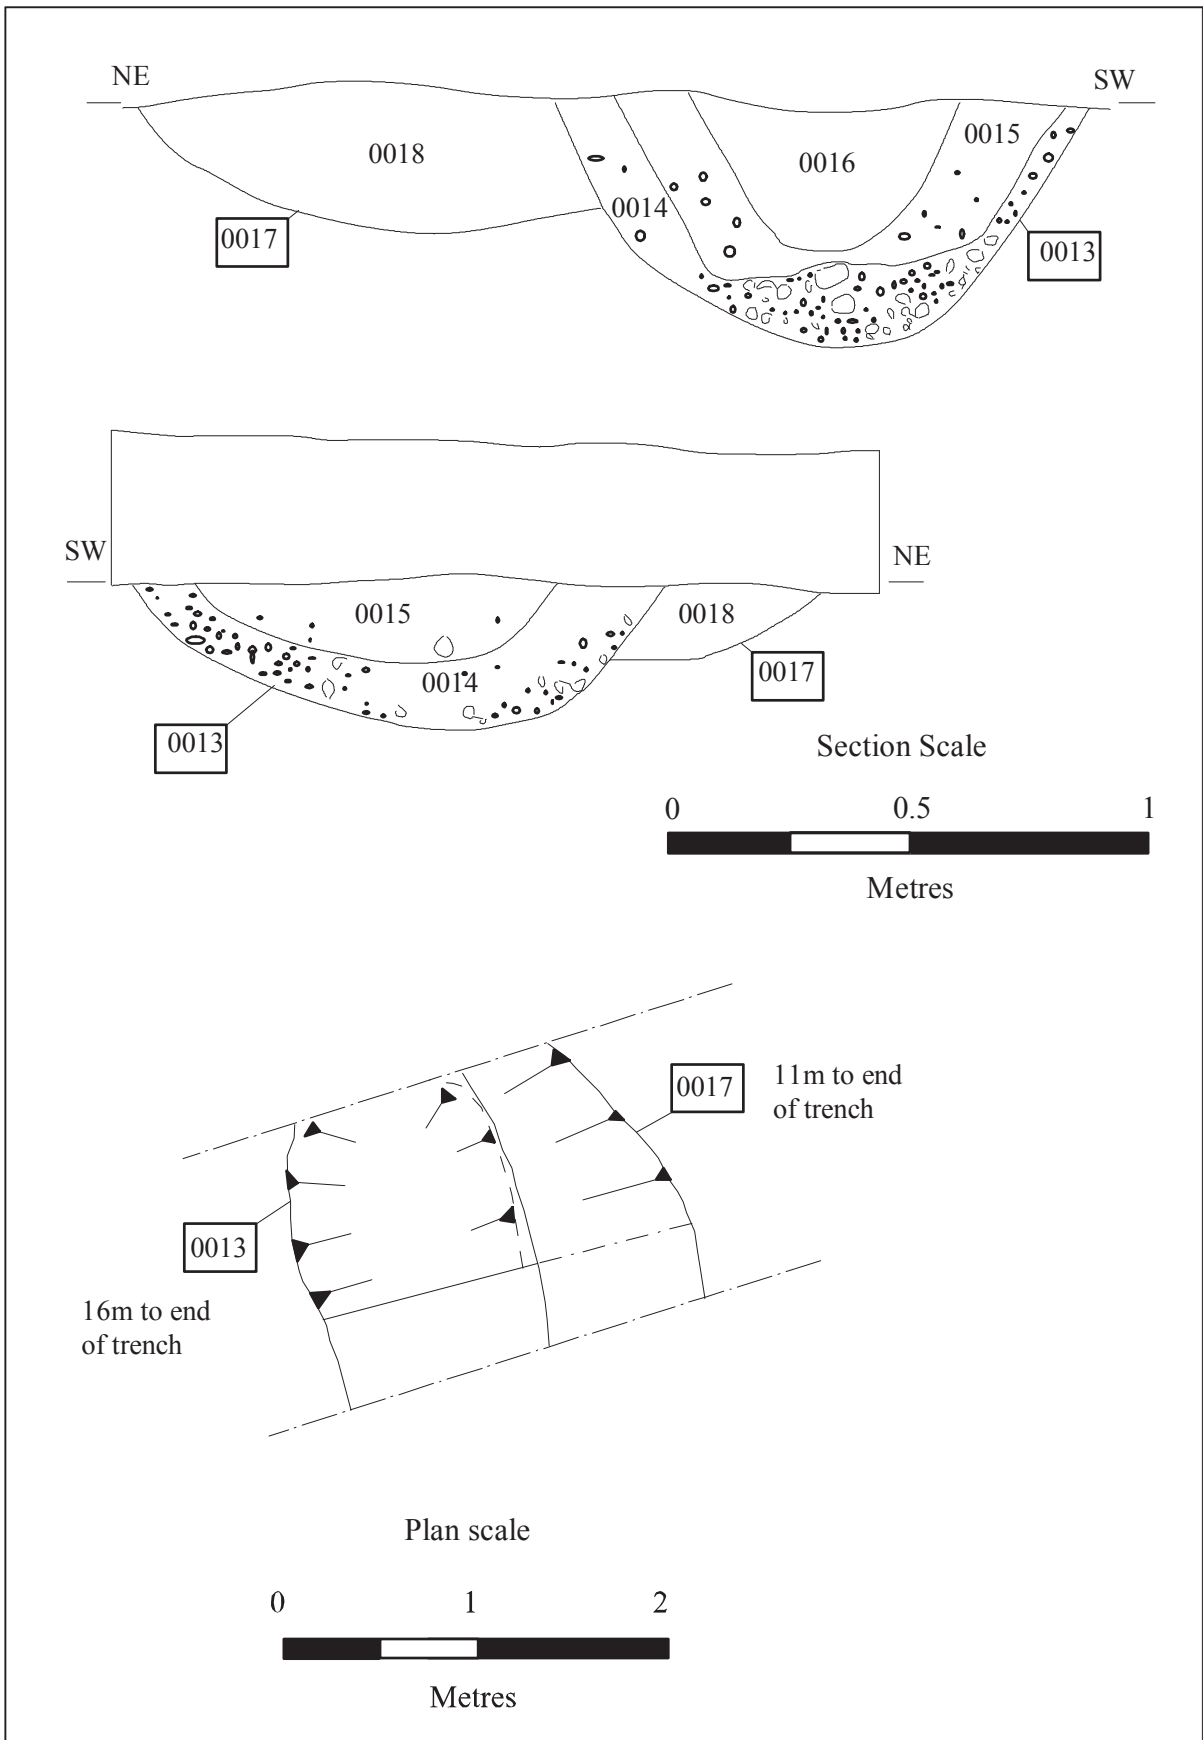 NE
SW
0018
0016
0015
0014
0017
0013
SW
NE
0015
0018
0014
0017
0013
Section Scale
0
0.5
1
Metres
0017
11m to end
of trench
0013
16m to end
of trench
Plan scale
0
1
2
Metres